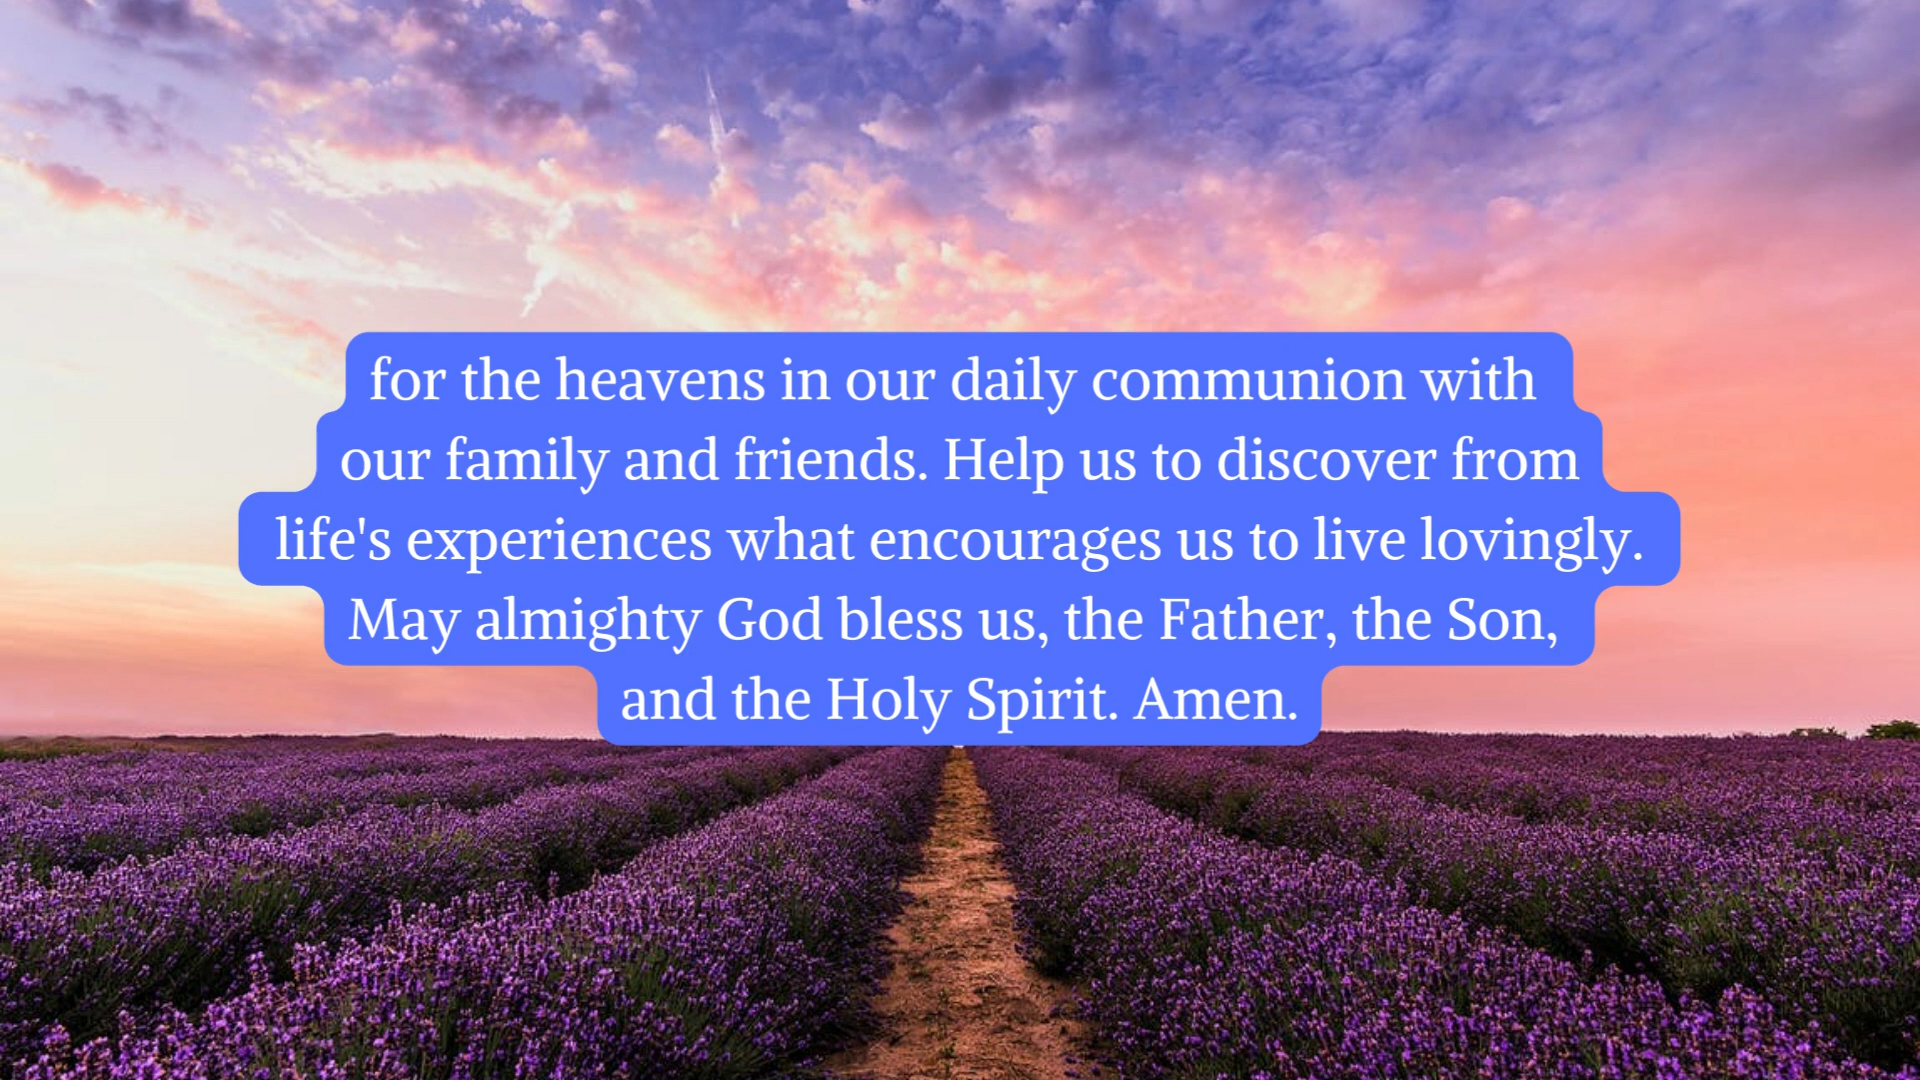 for the heavens in our daily communion with
our family and friends. Help us to discover from
life's experiences what encourages us to live lovingly.
May almighty God bless us, the Father, the Son,
and the Holy Spirit. Amen.